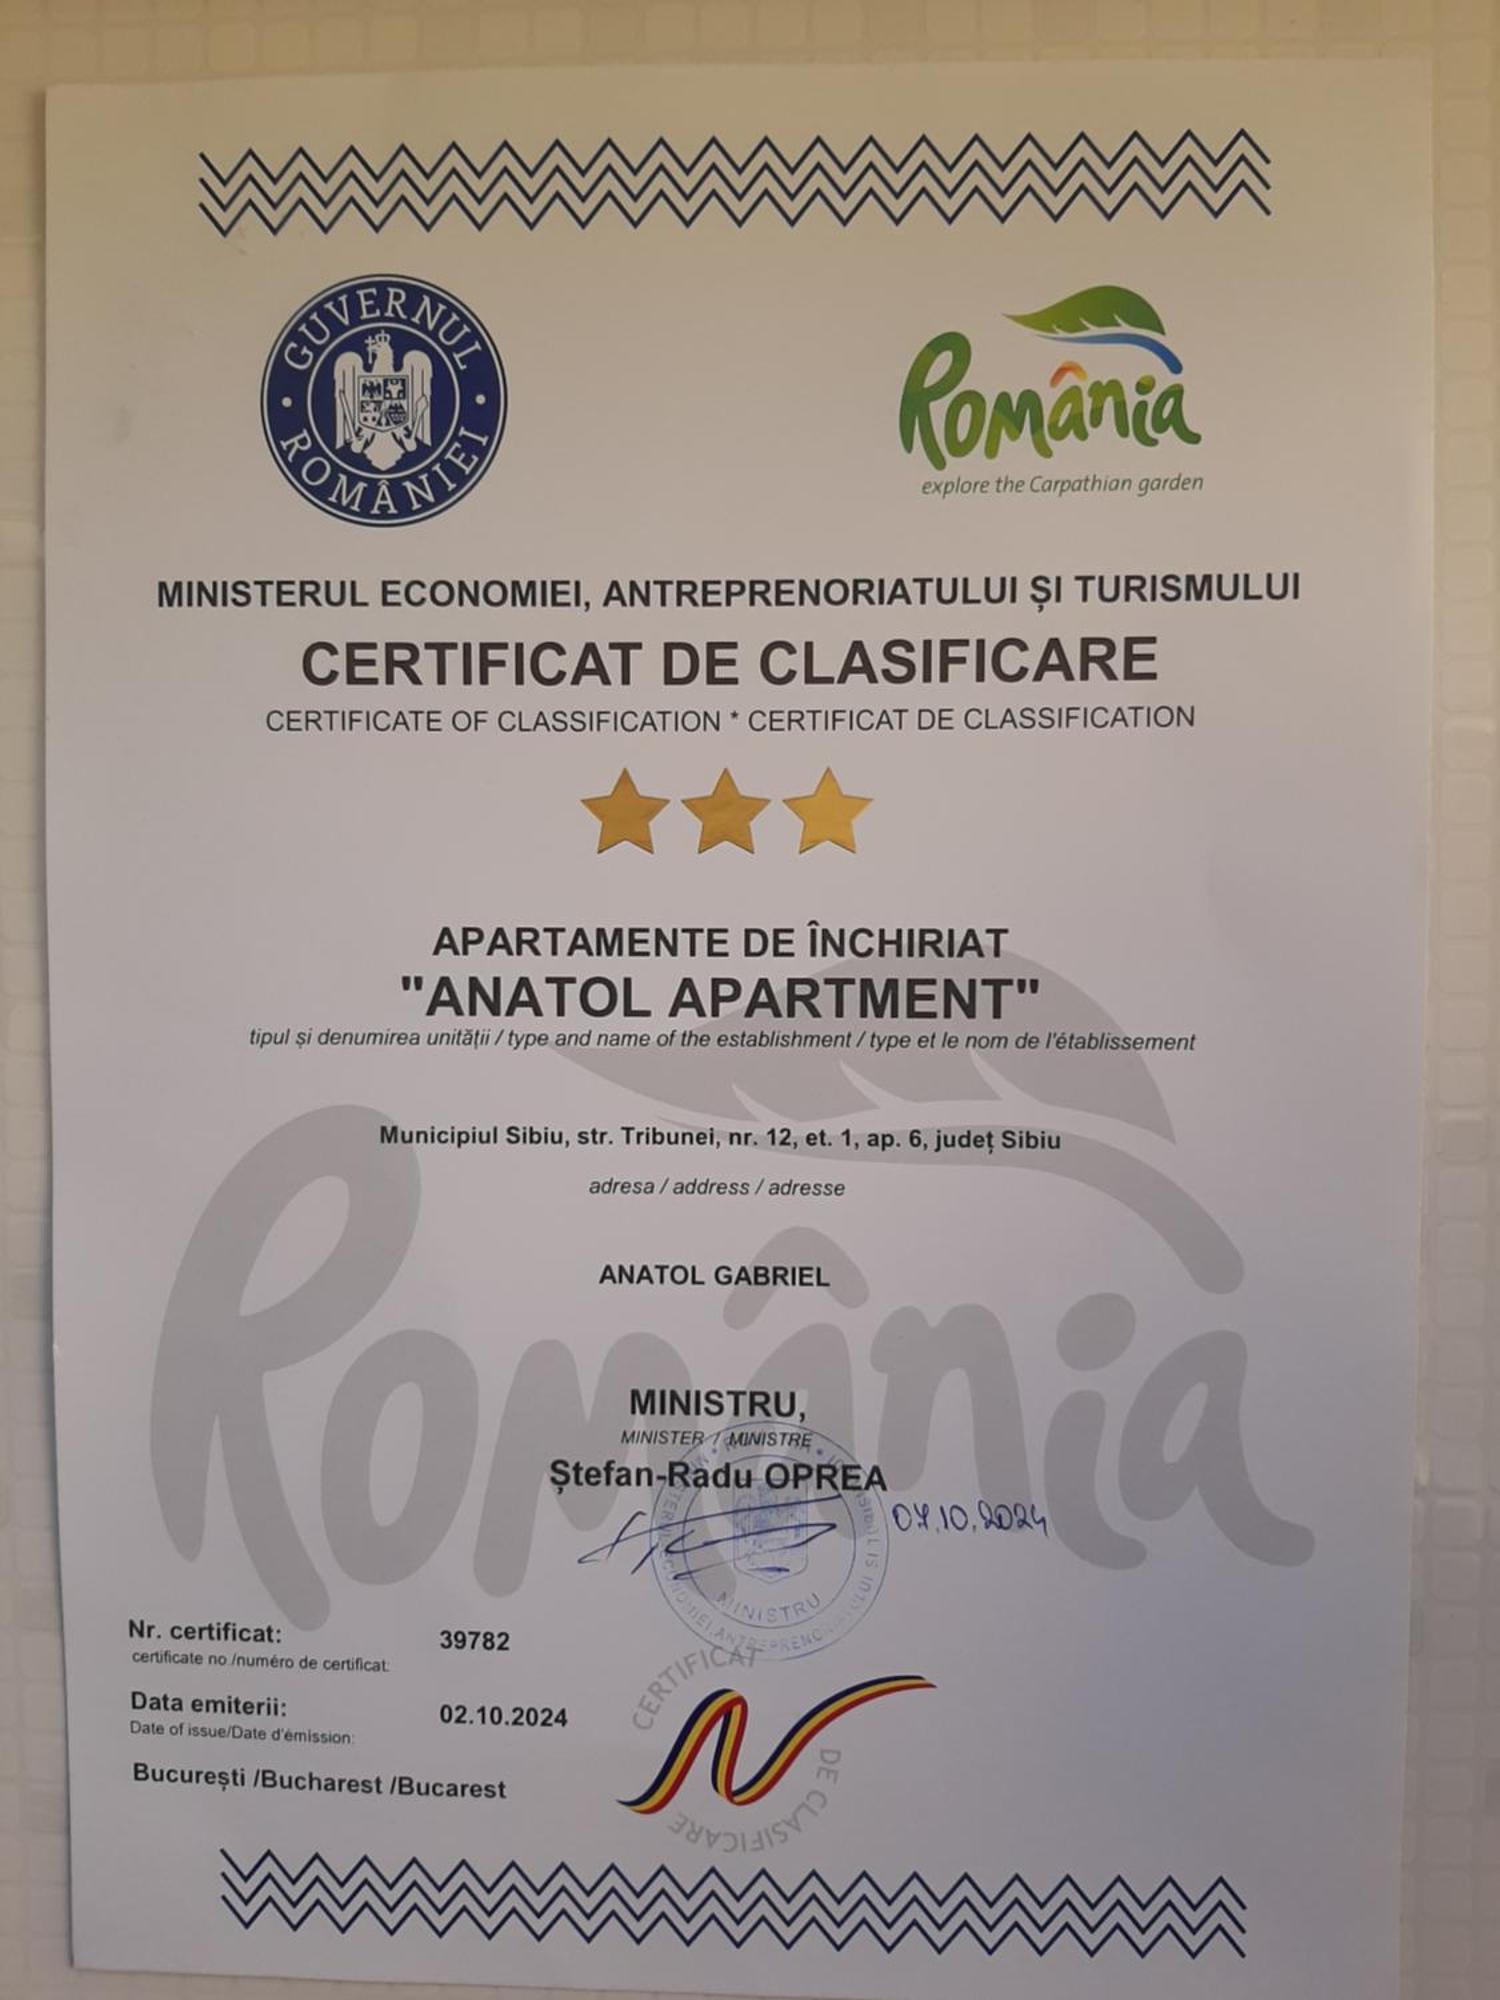 GUVERNUL ROMÂNIEI
România
explore the Carpathian garden
MINISTERUL ECONOMIEI, ANTREPRENORIATULUI ȘI TURISMULUI
CERTIFICAT DE CLASIFICARE
CERTIFICATE OF CLASSIFICATION * CERTIFICAT DE CLASSIFICATION
APARTAMENTE DE ÎNCHIRIAT
"ANATOL APARTMENT"
tipul și denumirea unității / type and name of the establishment / type et le nom de l'établissement
Municipiul Sibiu, str. Tribunei, nr. 12, et. 1, ap. 6, județ Sibiu
adresa / address / adresse
ANATOL GABRIEL
România
MINISTRU,
MINISTER / MINISTRE
Ștefan-Radu OPREA
07.10.2024
MINISTRU
Nr. certificat: 39782
certificate no /numéro de certificat:
Data emiterii: 02.10.2024
Date of issue/Date d'émission:
București /Bucharest /Bucarest
CERTIFICAT
DE CLASIFICARE